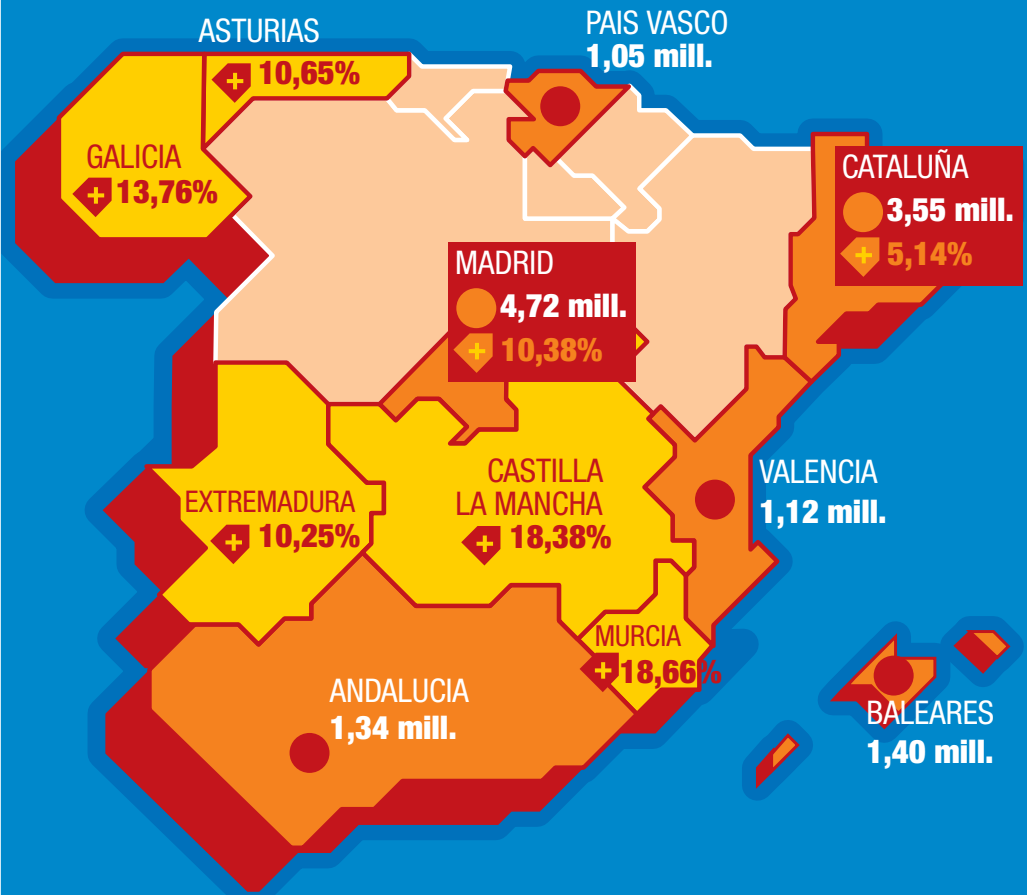 ASTURIAS
+ 10,65%
PAIS VASCO
1,05 mill.
GALICIA
+ 13,76%
CATALUÑA
3,55 mill.
+ 5,14%
MADRID
4,72 mill.
+ 10,38%
EXTREMADURA
+ 10,25%
CASTILLA
LA MANCHA
+ 18,38%
VALENCIA
1,12 mill.
MURCIA
+ 18,66%
ANDALUCIA
1,34 mill.
BALEARES
1,40 mill.